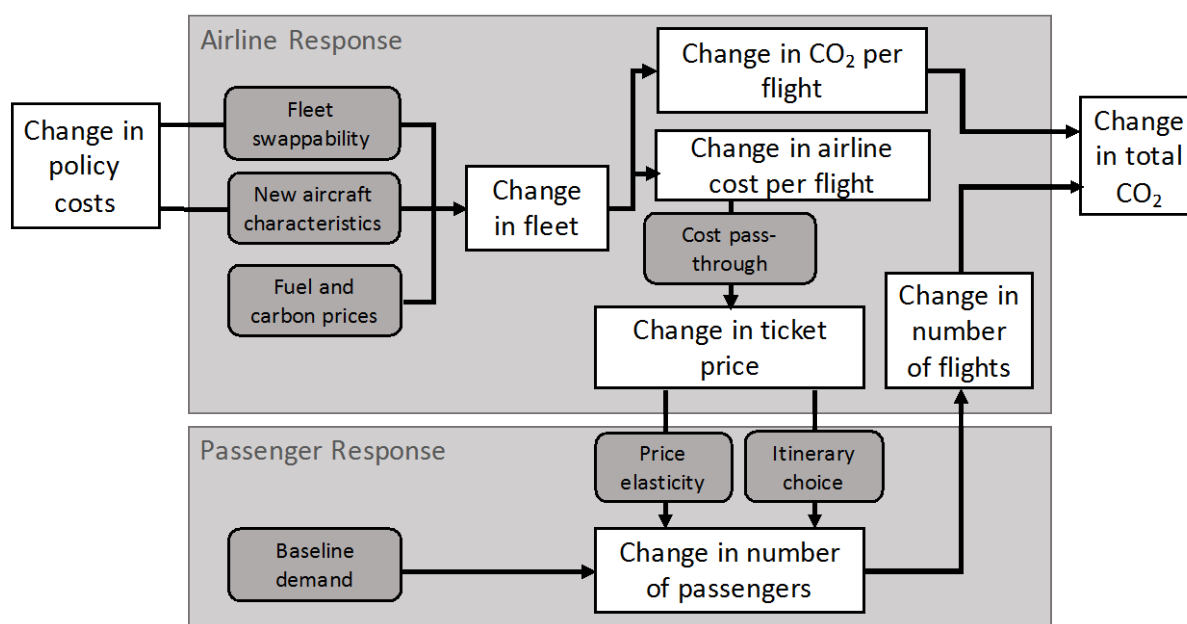 Airline Response
Change in
policy
costs
Fleet
swappability
New aircraft
characteristics
Fuel and
carbon prices
Change
in fleet
Change in CO₂ per
flight
Change in airline
cost per flight
Cost pass-
through
Change in ticket
price
Change in
number
of flights
Change
in total
CO₂
Passenger Response
Price
elasticity
Itinerary
choice
Baseline
demand
Change in number
of passengers